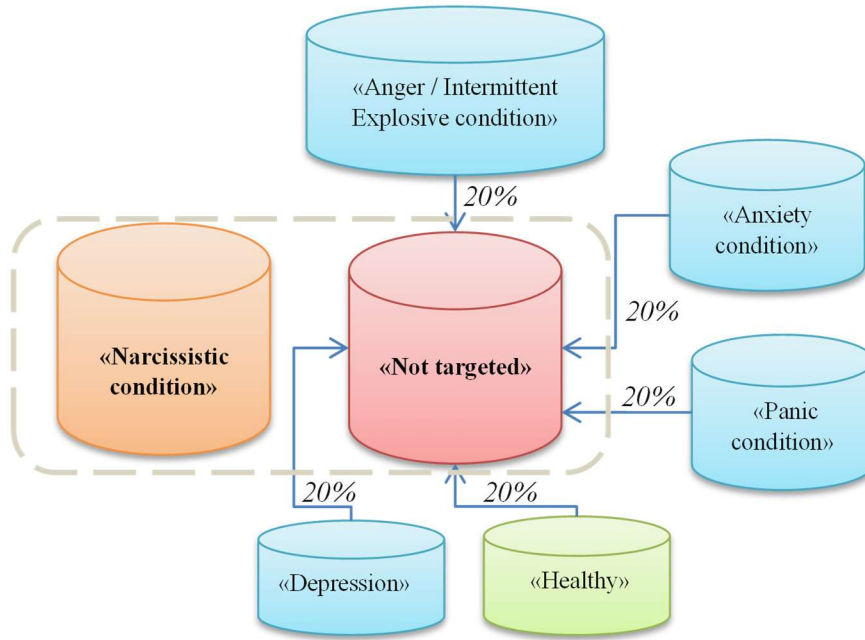 «Anger / Intermittent
Explosive condition»
20%
«Anxiety
condition»
20%
«Narcissistic
condition»
«Not targeted»
20%
«Panic
condition»
20%
20%
«Depression»
«Healthy»